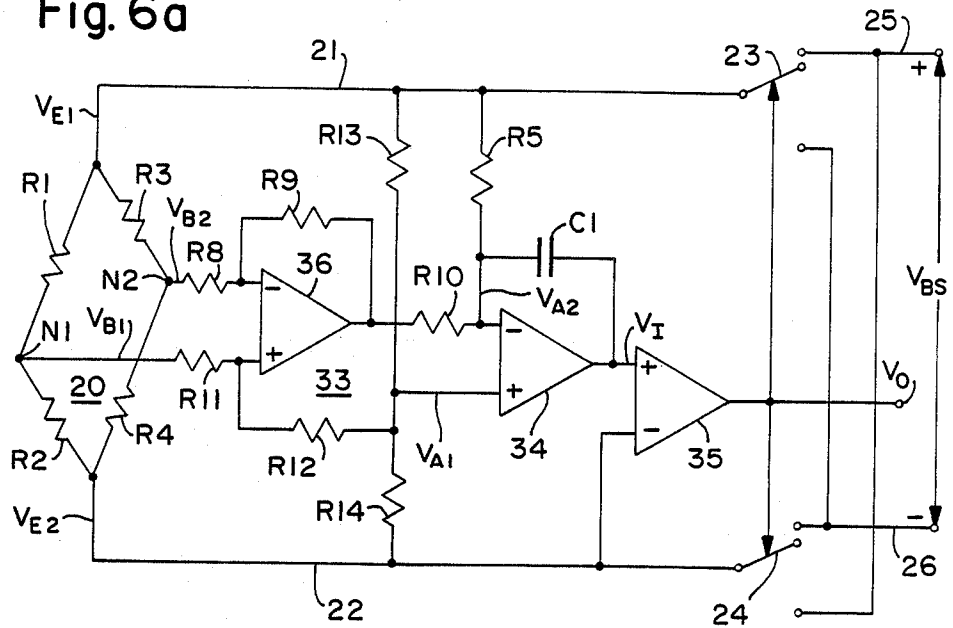 Fig. 6a
21
23
25
+
VE1
R13
R5
R1
R3
R9
C1
VB2
R8
36
N2
R10
VA2
VBS
N1
VB1
-
+
33
-
+
VI
+
-
VO
20
R11
R12
VA1
34
35
R2
R4
R14
VE2
-
26
22
24